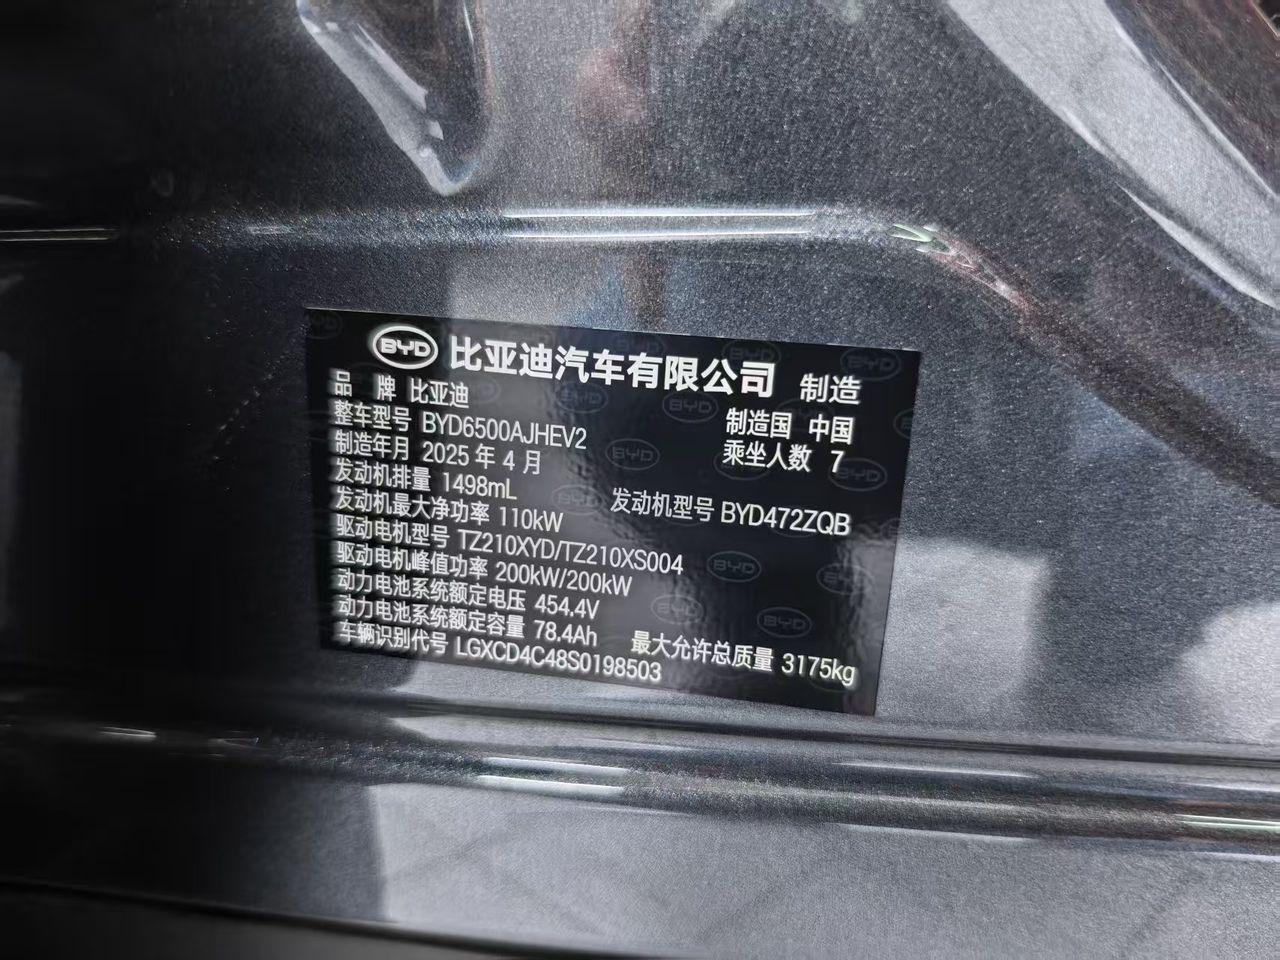 BYD 比亚迪汽车有限公司 制造
品 牌 比亚迪
整车型号 BYD6500AJHEV2 制造国 中国
制造年月 2025 年 4 月 乘坐人数 7
发动机排量 1498mL 发动机型号 BYD472ZQB
发动机最大净功率 110kW
驱动电机型号 TZ210XYD/TZ210XS004
驱动电机峰值功率 200kW/200kW
动力电池系统额定电压 454.4V
动力电池系统额定容量 78.4Ah 最大允许总质量 3175kg
车辆识别代号 LGXCD4C48S0198503